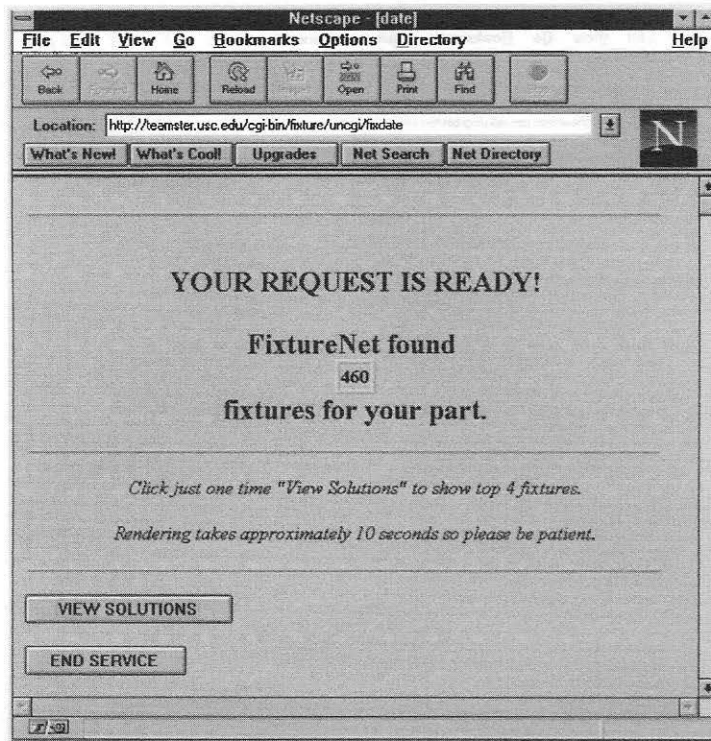 Netscape - [date]
File Edit View Go Bookmarks Options Directory Help
Back Forward Home Reload Images Open Print Find Stop
Location: http://teamster.usc.edu/cgi-bin/fixture/uncgi/fixdate
N
What's New! What's Cool! Upgrades Net Search Net Directory
YOUR REQUEST IS READY!
FixtureNet found
460
fixtures for your part.
Click just one time "View Solutions" to show top 4 fixtures.
Rendering takes approximately 10 seconds so please be patient.
VIEW SOLUTIONS
END SERVICE